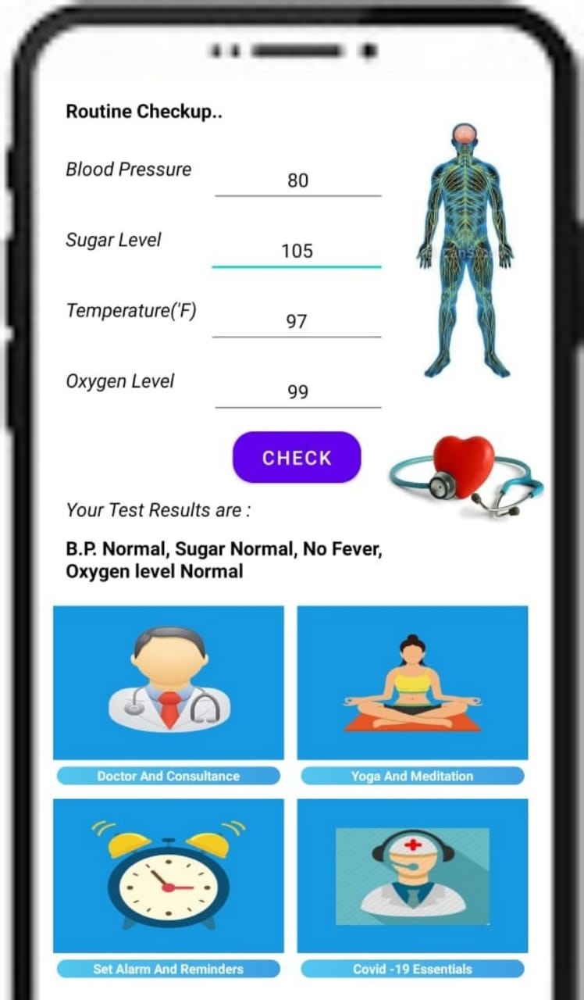 Routine Checkup..
Blood Pressure
80
Sugar Level
105
Temperature('F)
97
Oxygen Level
99
CHECK
Your Test Results are :
B.P. Normal, Sugar Normal, No Fever,
Oxygen level Normal
Doctor And Consultance
Yoga And Meditation
Set Alarm And Reminders
Covid -19 Essentials